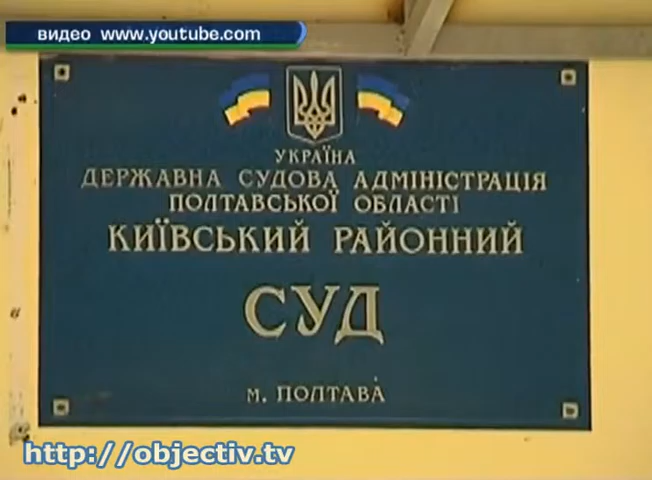 видео www.youtube.com
УКРАЇНА
ДЕРЖАВНА СУДОВА АДМІНІСТРАЦІЯ
ПОЛТАВСЬКОЇ ОБЛАСТІ
КИЇВСЬКИЙ РАЙОННИЙ
СУД
м. ПОЛТАВА
http://objectiv.tv